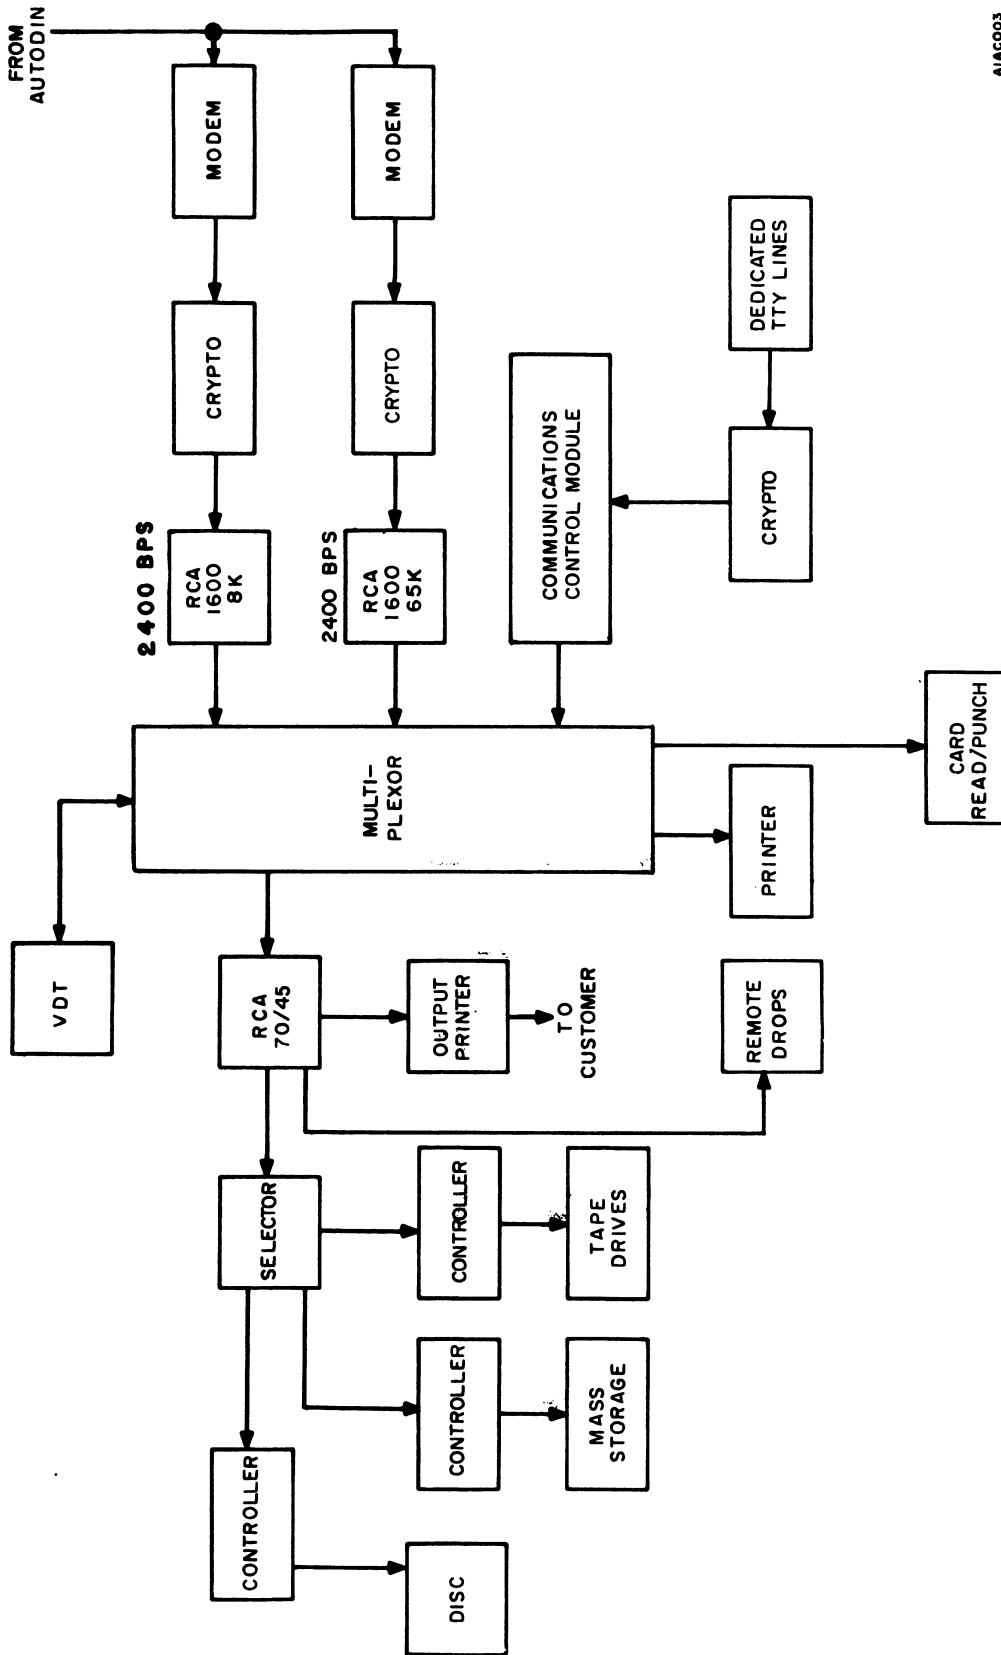 FROM
AUTODIN
MODEM
MODEM
CRYPTO
CRYPTO
DEDICATED
TTY LINES
CRYPTO
COMMUNICATIONS
CONTROL MODULE
2400 BPS
RCA
1600
8K
2400 BPS
RCA
1600
65K
MULTI-
PLEXOR
CARD
READ/PUNCH
PRINTER
VDT
RCA
70/45
OUTPUT
PRINTER
TO
CUSTOMER
REMOTE
DROPS
SELECTOR
CONTROLLER
TAPE
DRIVES
CONTROLLER
MASS
STORAGE
CONTROLLER
DISC
A1AC003